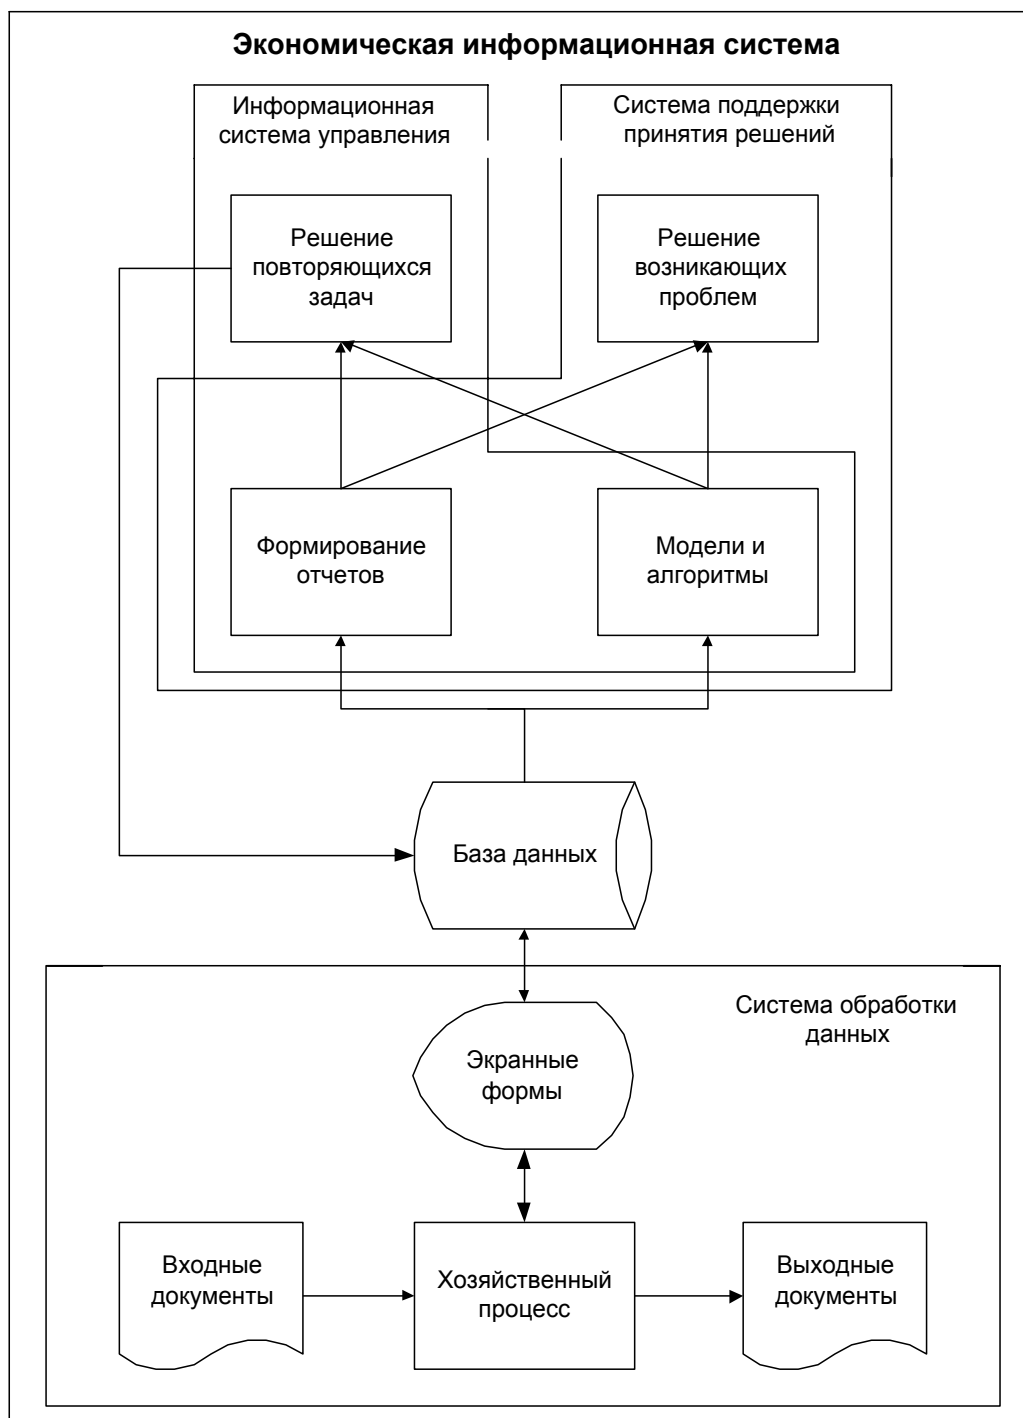 Экономическая информационная система
Информационная
система управления
Система поддержки
принятия решений
Решение
повторяющихся
задач
Решение
возникающих
проблем
Формирование
отчетов
Модели и
алгоритмы
База данных
Система обработки
данных
Экранные
формы
Входные
документы
Хозяйственный
процесс
Выходные
документы